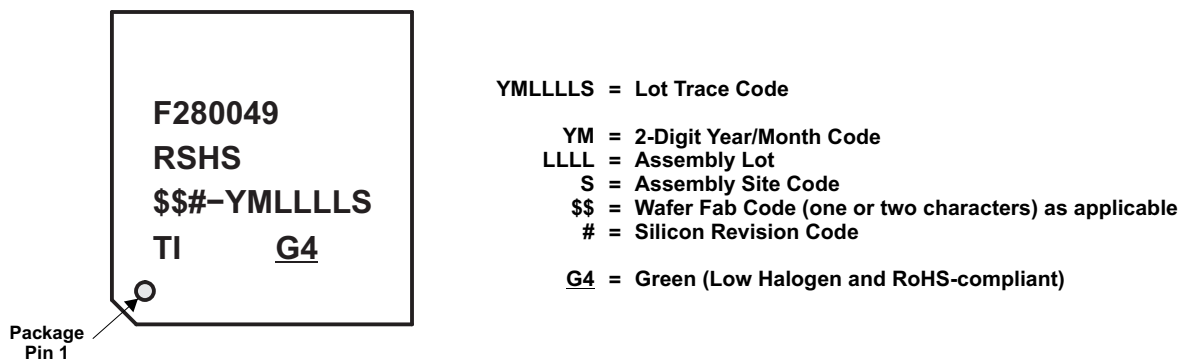 F280049
RSHS
$$#−YMLLLLS
TI G4
Package
Pin 1
YMLLLLS = Lot Trace Code
YM = 2-Digit Year/Month Code
LLLL = Assembly Lot
S = Assembly Site Code
$$ = Wafer Fab Code (one or two characters) as applicable
# = Silicon Revision Code
G4 = Green (Low Halogen and RoHS-compliant)